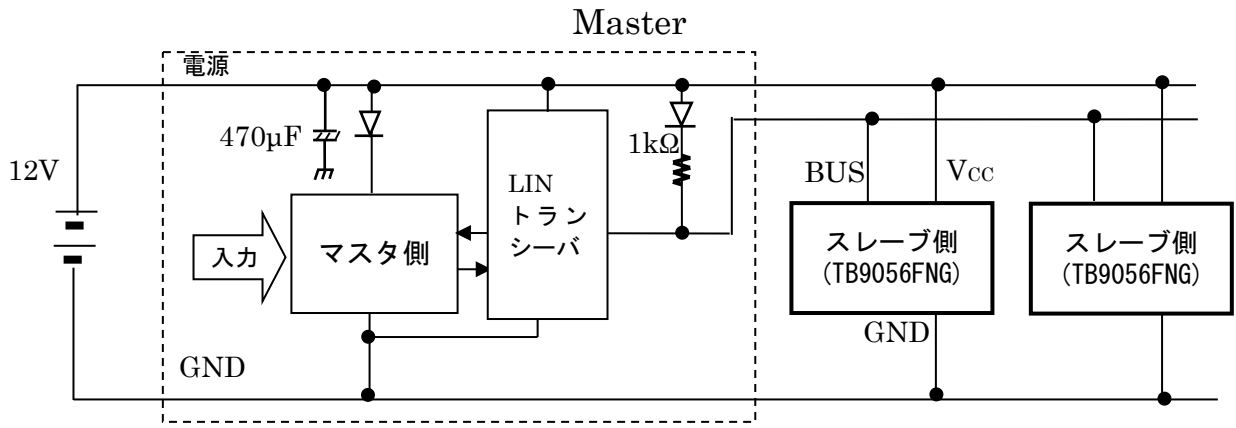 Master
電源
470μF
1kΩ
12V
LIN
トラン
シーバ
BUS
VCC
入力
マスタ側
スレーブ側
(TB9056FNG)
スレーブ側
(TB9056FNG)
GND
GND